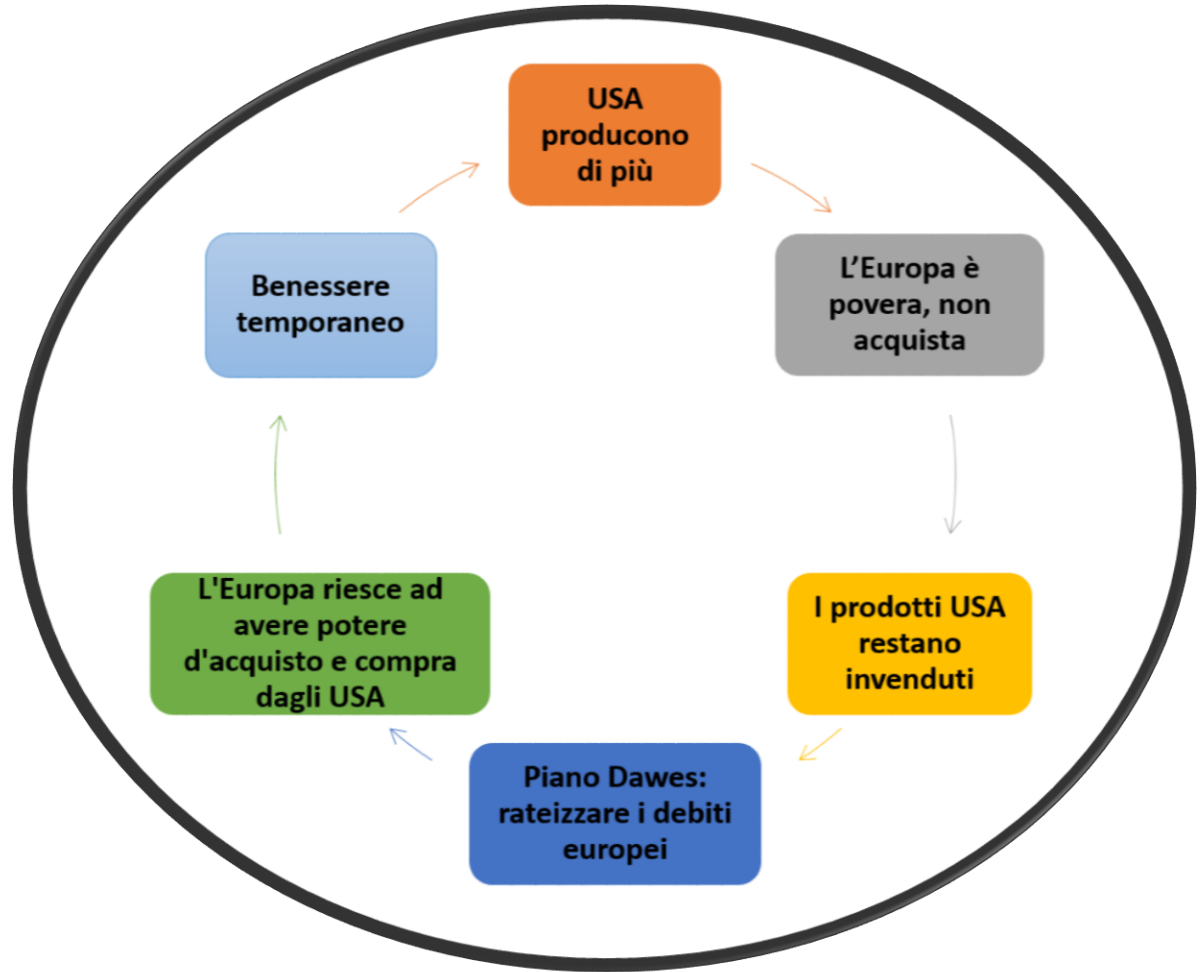 USA
producono
di più
L’Europa è
povera, non
acquista
I prodotti USA
restano
invenduti
Piano Dawes:
rateizzare i debiti
europei
L'Europa riesce ad
avere potere
d'acquisto e compra
dagli USA
Benessere
temporaneo